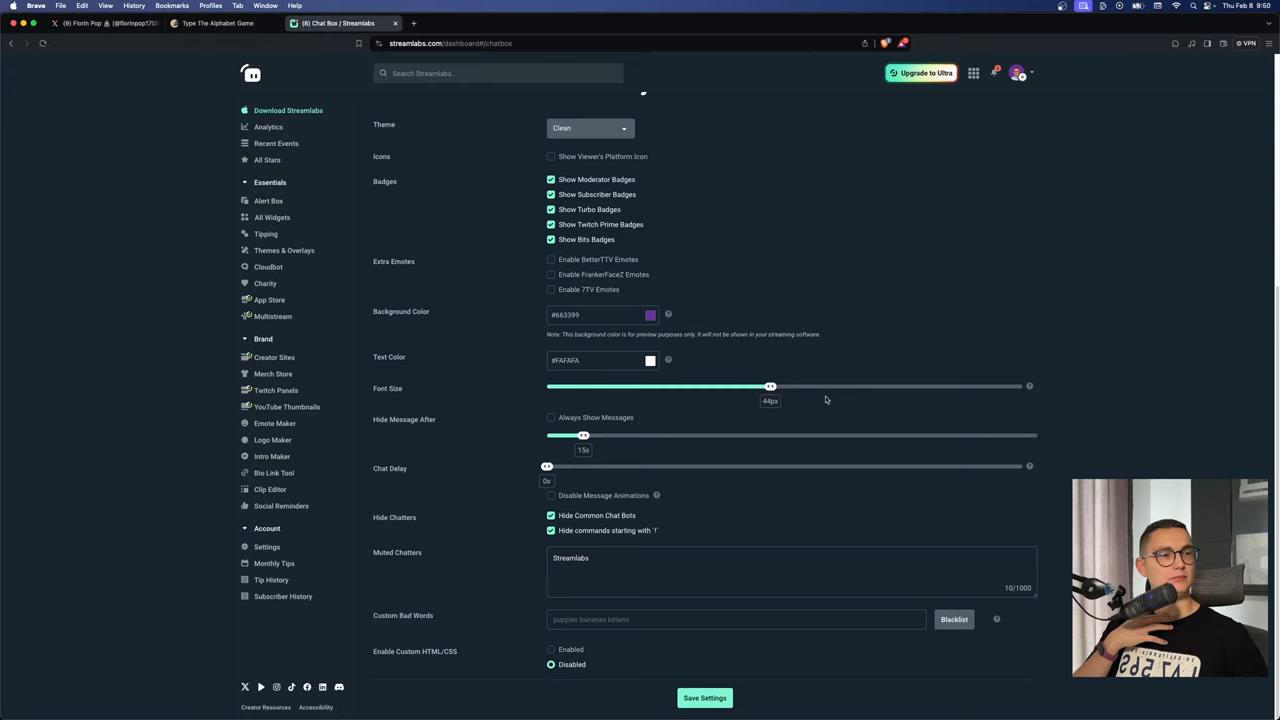 Brave File Edit View History Bookmarks Profiles Tab Window Help
Thu Feb 8 9:50
(9) Florin Pop
Type The Alphabet Game
(8) Chat Box / Streamlabs
streamlabs.com/dashboard#/chatbox
VPN
Search Streamlabs...
Upgrade to Ultra
Download Streamlabs
Analytics
Recent Events
All Stars
Essentials
Alert Box
All Widgets
Tipping
Themes & Overlays
Cloudbot
Charity
App Store
Multistream
Brand
Creator Sites
Merch Store
Twitch Panels
YouTube Thumbnails
Emote Maker
Logo Maker
Intro Maker
Bio Link Tool
Clip Editor
Social Reminders
Account
Settings
Monthly Tips
Tip History
Subscriber History
Creator Resources Accessibility
Theme
Clean
Icons
Show Viewer's Platform Icon
Badges
Show Moderator Badges
Show Subscriber Badges
Show Turbo Badges
Show Twitch Prime Badges
Show Bits Badges
Extra Emotes
Enable BetterTTV Emotes
Enable FrankerFaceZ Emotes
Enable 7TV Emotes
Background Color
#663399
Note: This background color is for preview purposes only. It will not be shown in your streaming software.
Text Color
#FAFAFA
Font Size
44px
Hide Message After
Always Show Messages
15s
Chat Delay
0s
Disable Message Animations
Hide Chatters
Hide Common Chat Bots
Hide commands starting with `!`
Muted Chatters
Streamlabs
10/1000
Custom Bad Words
puppies bananas kittens
Blacklist
Enable Custom HTML/CSS
Enabled
Disabled
Save Settings